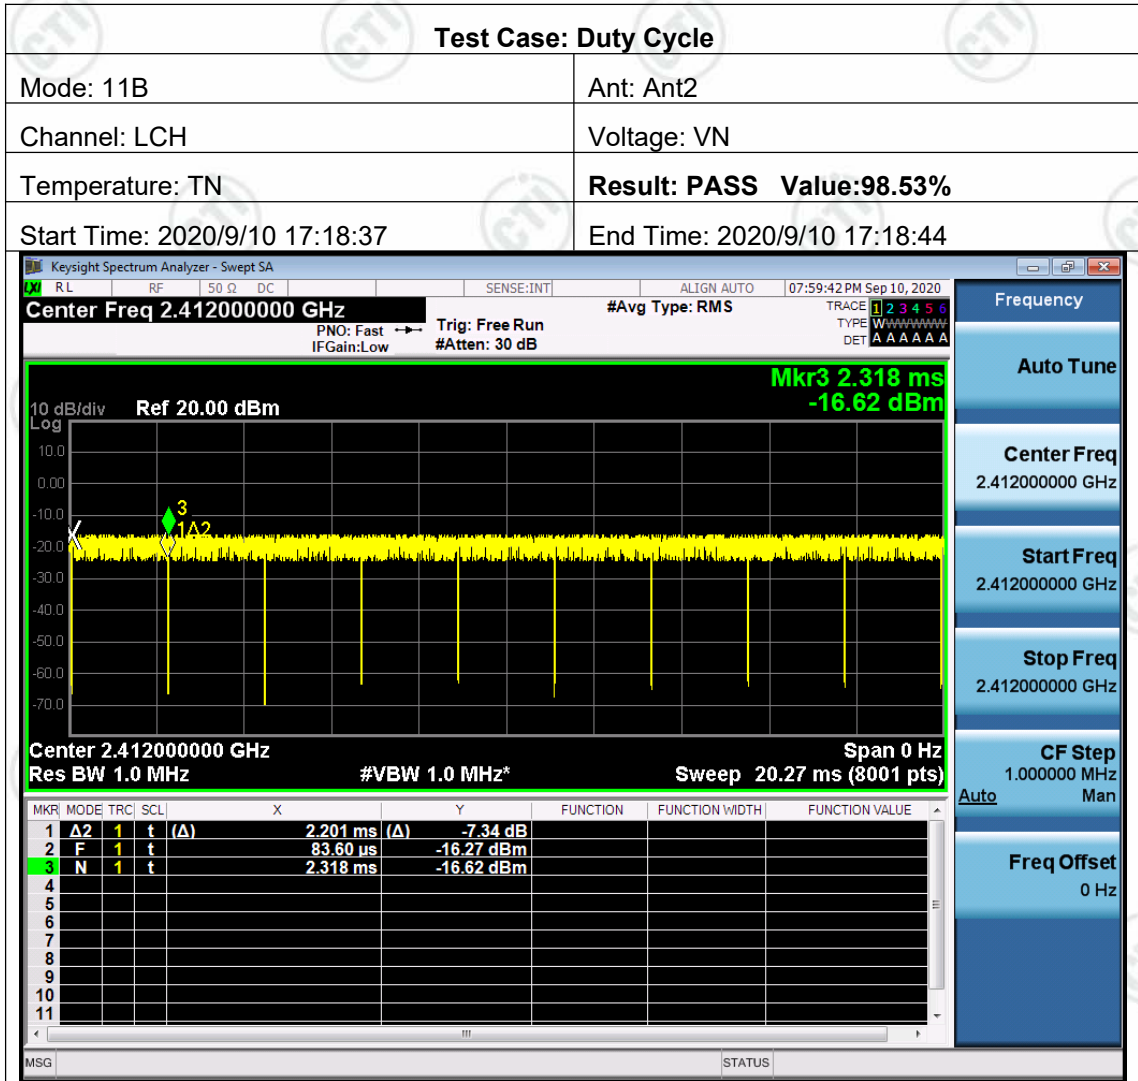 Test Case: Duty Cycle
Mode: 11B
Ant: Ant2
Channel: LCH
Voltage: VN
Temperature: TN
Result: PASS Value:98.53%
Start Time: 2020/9/10 17:18:37
End Time: 2020/9/10 17:18:44
Keysight Spectrum Analyzer - Swept SA
LXI RL RF 50 Ω DC SENSE:INT ALIGN AUTO 07:59:42 PM Sep 10, 2020
Center Freq 2.412000000 GHz
#Avg Type: RMS
TRACE 1 2 3 4 5 6
PNO: Fast
Trig: Free Run
TYPE WWWWWW
IFGain:Low
#Atten: 30 dB
DET A A A A A A
Frequency
Auto Tune
Mkr3 2.318 ms
-16.62 dBm
10 dB/div Ref 20.00 dBm
Log
10.0
0.00
-10.0
-20.0
-30.0
-40.0
-50.0
-60.0
-70.0
3
1Δ2
Center Freq
2.412000000 GHz
Start Freq
2.412000000 GHz
Stop Freq
2.412000000 GHz
Center 2.412000000 GHz
Span 0 Hz
Res BW 1.0 MHz
#VBW 1.0 MHz*
Sweep 20.27 ms (8001 pts)
CF Step
1.000000 MHz
Auto Man
Freq Offset
0 Hz
MKR MODE TRC SCL X Y FUNCTION FUNCTION WIDTH FUNCTION VALUE
1 Δ2 1 t (Δ) 2.201 ms (Δ) -7.34 dB
2 F 1 t 83.60 µs -16.27 dBm
3 N 1 t 2.318 ms -16.62 dBm
4
5
6
7
8
9
10
11
MSG
STATUS
CTI
CTI
CTI
CTI
CTI
CTI